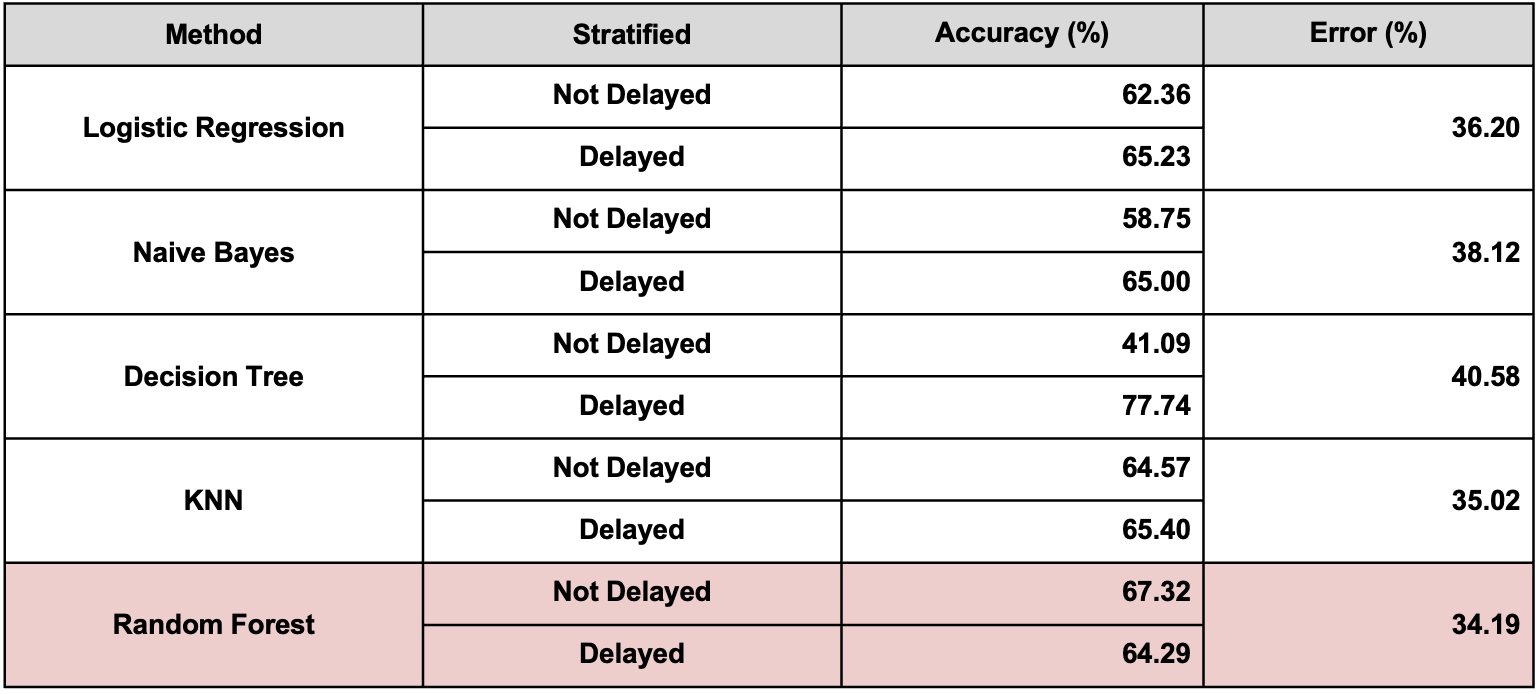 Method Stratified Accuracy (%) Error (%)
Logistic Regression Not Delayed 62.36 36.20
Delayed 65.23
Naive Bayes Not Delayed 58.75 38.12
Delayed 65.00
Decision Tree Not Delayed 41.09 40.58
Delayed 77.74
KNN Not Delayed 64.57 35.02
Delayed 65.40
Random Forest Not Delayed 67.32 34.19
Delayed 64.29